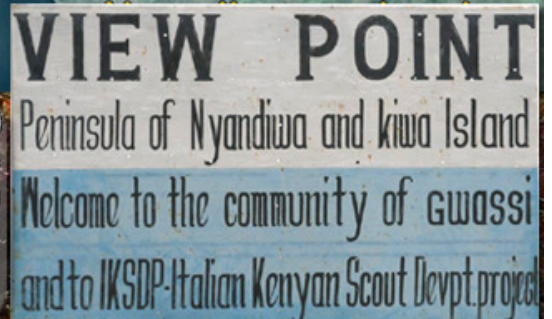 VIEW POINT
Peninsula of Nyandiwa and kiwa Island
Welcome to the community of GWASSI
and to IKSDP-Italian Kenyan Scout Devpt.project